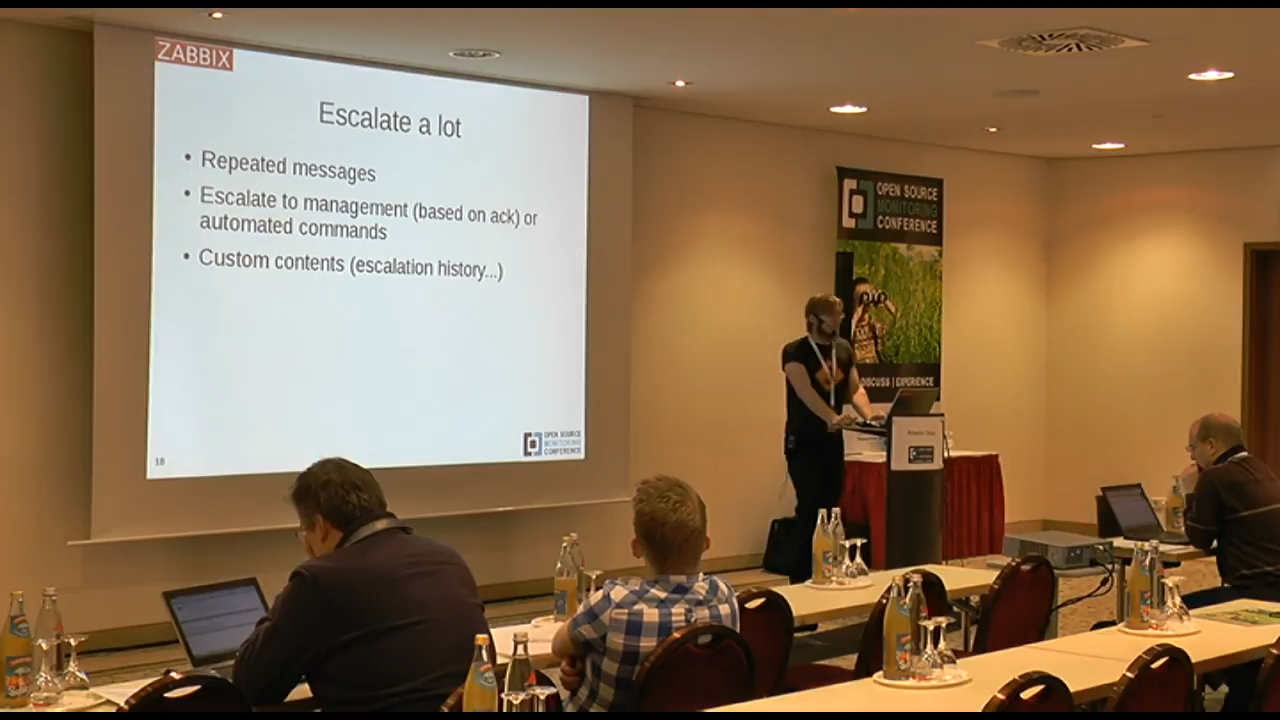 ZABBIX
Escalate a lot
• Repeated messages
• Escalate to management (based on ack) or
automated commands
• Custom contents (escalation history...)
18
OPEN SOURCE
MONITORING
CONFERENCE
OPEN SOURCE
MONITORING
CONFERENCE
DISCUSS | EXPERIENCE